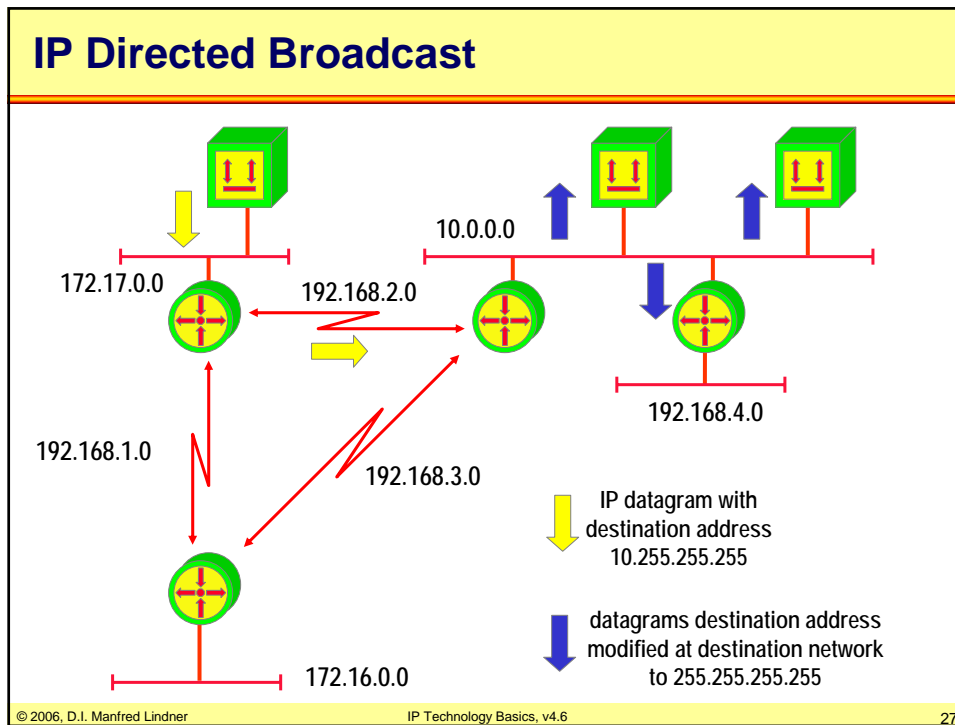 IP Directed Broadcast
10.0.0.0
172.17.0.0
192.168.2.0
192.168.4.0
192.168.1.0
192.168.3.0
IP datagram with
destination address
10.255.255.255
datagrams destination address
modified at destination network
to 255.255.255.255
172.16.0.0
© 2006, D.I. Manfred Lindner
IP Technology Basics, v4.6
27